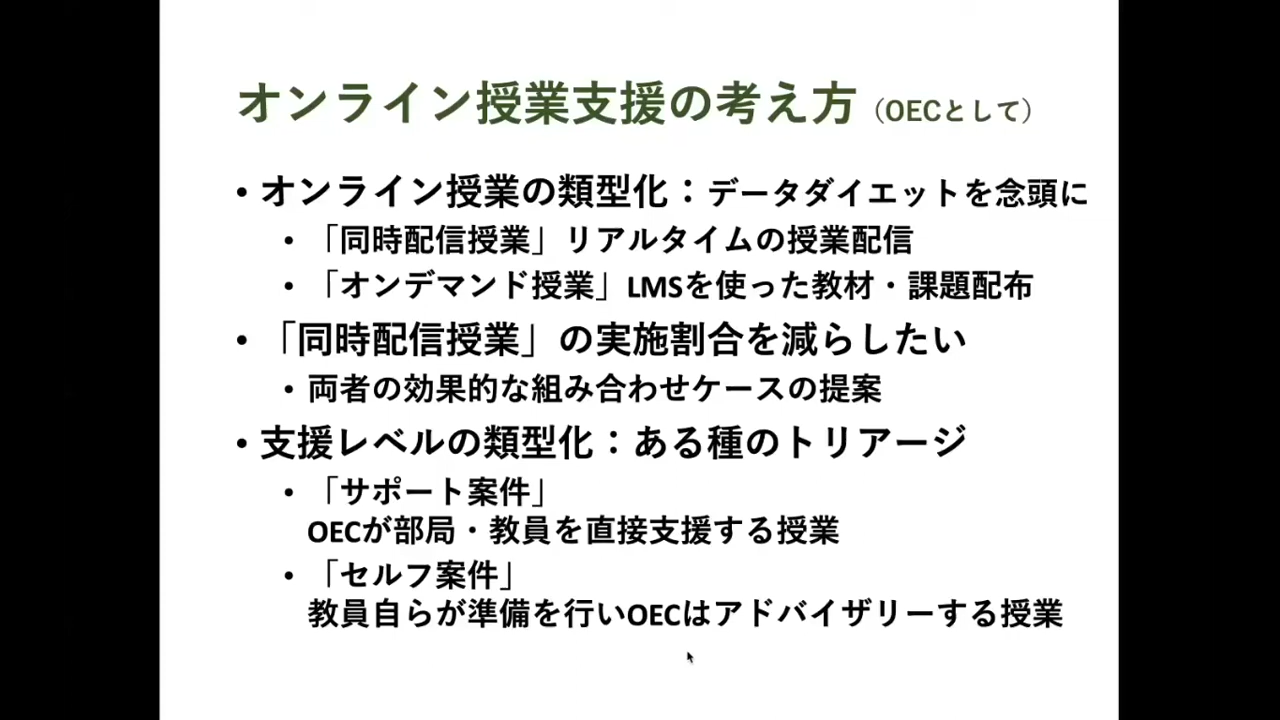 オンライン授業支援の考え方（OECとして）
• オンライン授業の類型化：データダイエットを念頭に
• 「同時配信授業」リアルタイムの授業配信
• 「オンデマンド授業」LMSを使った教材・課題配布
• 「同時配信授業」の実施割合を減らしたい
• 両者の効果的な組み合わせケースの提案
• 支援レベルの類型化：ある種のトリアージ
• 「サポート案件」
OECが部局・教員を直接支援する授業
• 「セルフ案件」
教員自らが準備を行いOECはアドバイザリーする授業